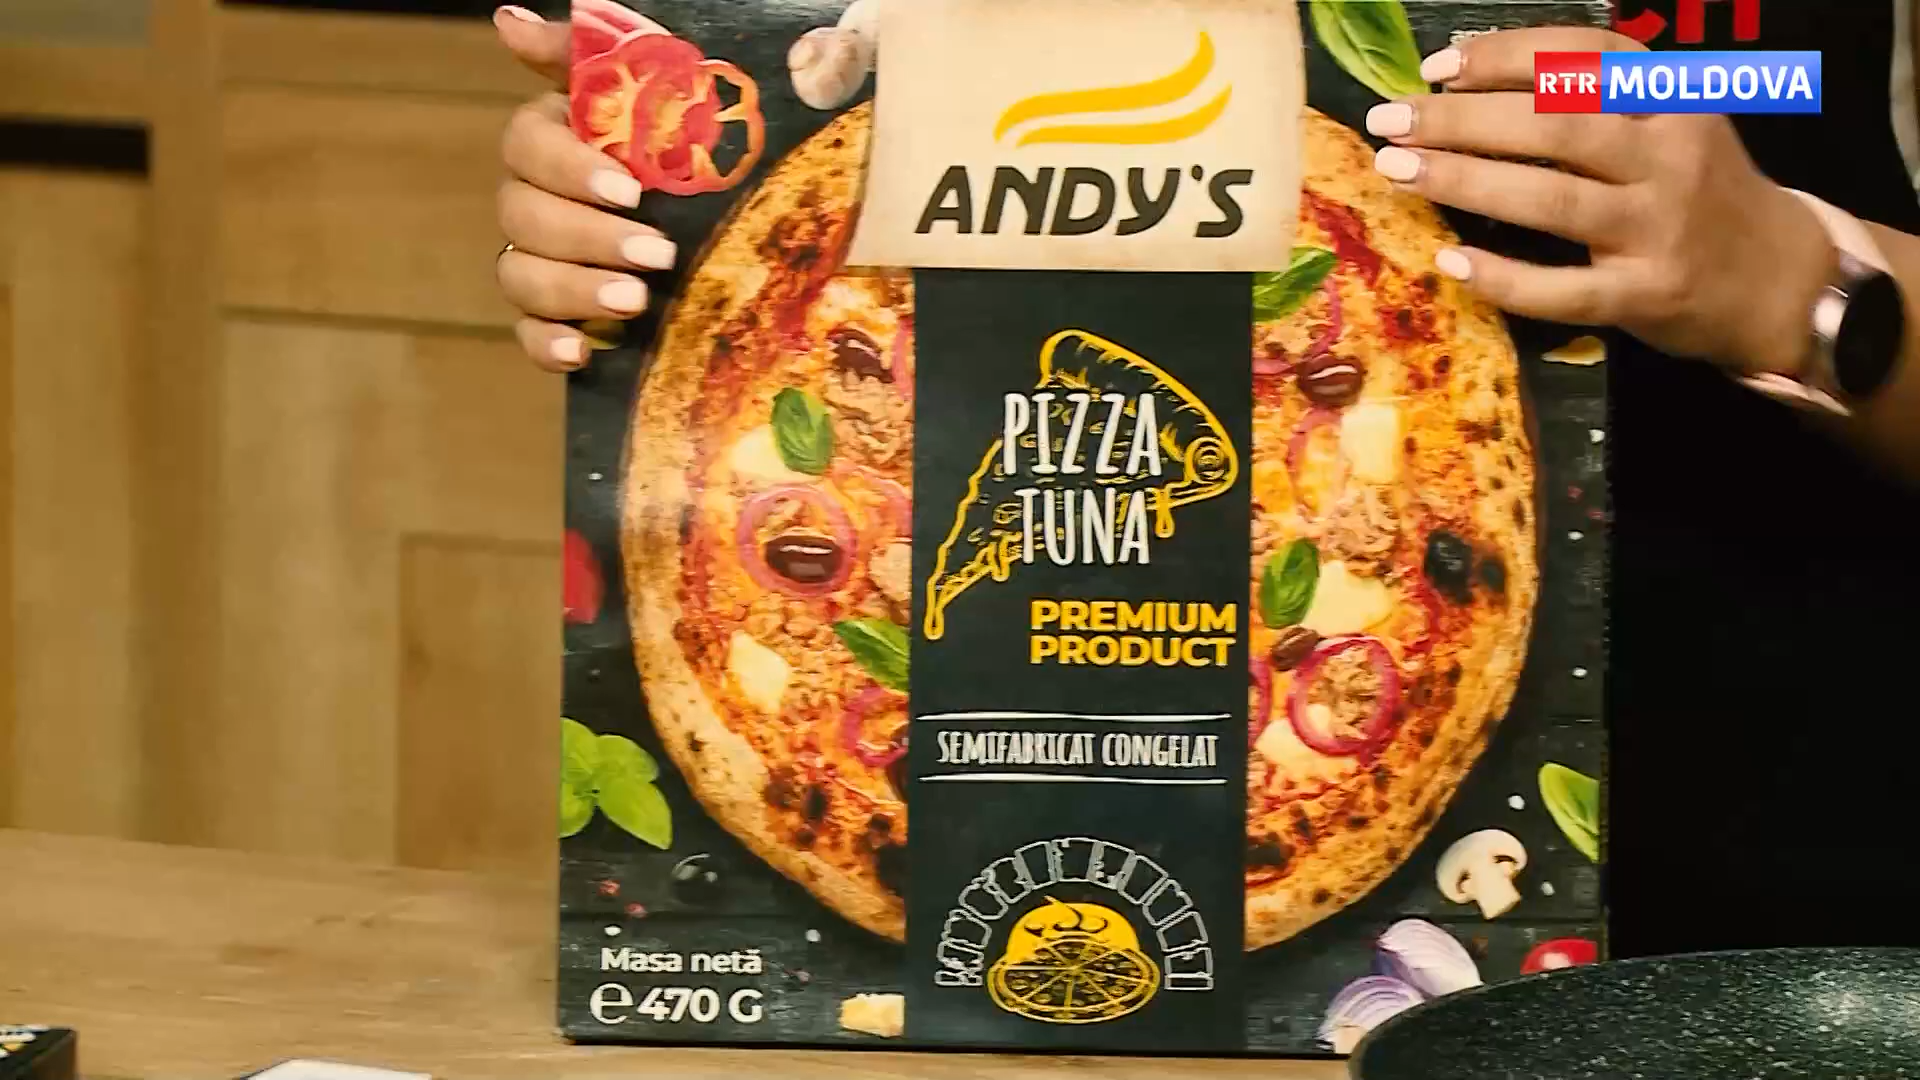 RTR MOLDOVA
ANDY'S
PIZZA
TUNA
PREMIUM
PRODUCT
SEMIFABRICAT CONGELAT
Masa netă
℮ 470 G